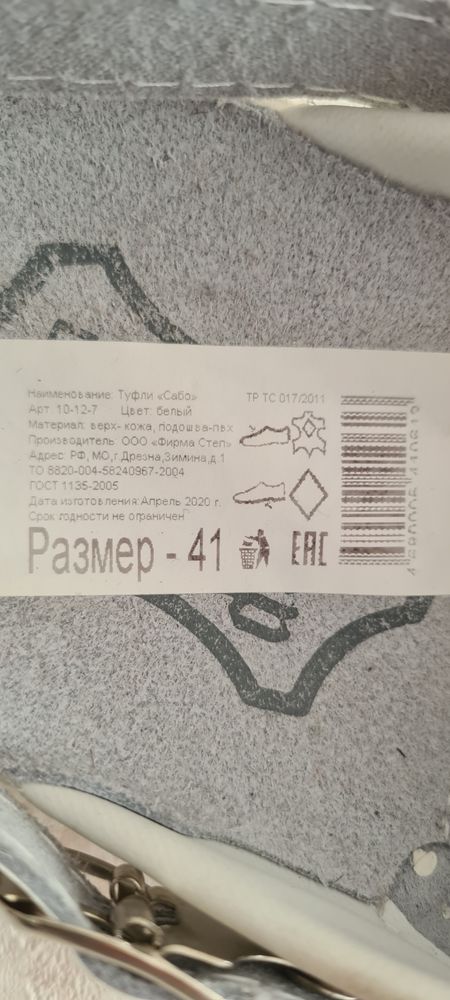 Наименование: Туфли «Сабо»
ТР ТС 017/2011
Арт. 10-12-7 Цвет: белый
Материал: верх- кожа, подошва-пвх
Производитель: ООО «Фирма Степ»
Адрес: РФ, МО,г.Дрезна,Зимина,д.1
ТО 8820-004-58240967-2004
ГОСТ 1135-2005
Дата изготовления:Апрель 2020 г.
Срок годности не ограничен
Размер - 41
EAC